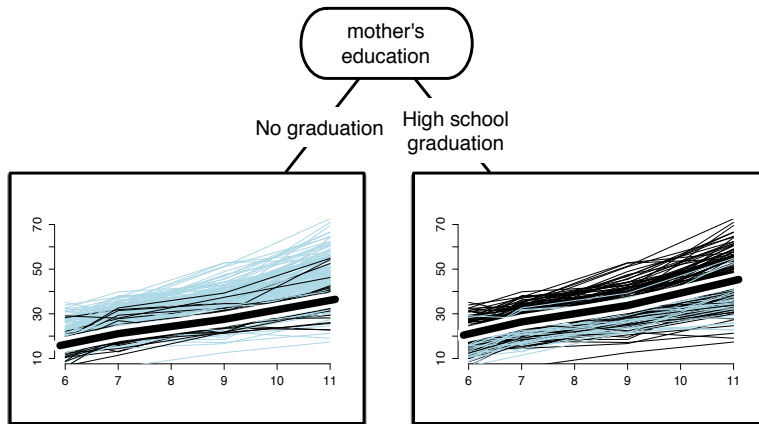 mother's
education
No graduation
High school
graduation
70
50
30
10
6 7 8 9 10 11
70
50
30
10
6 7 8 9 10 11